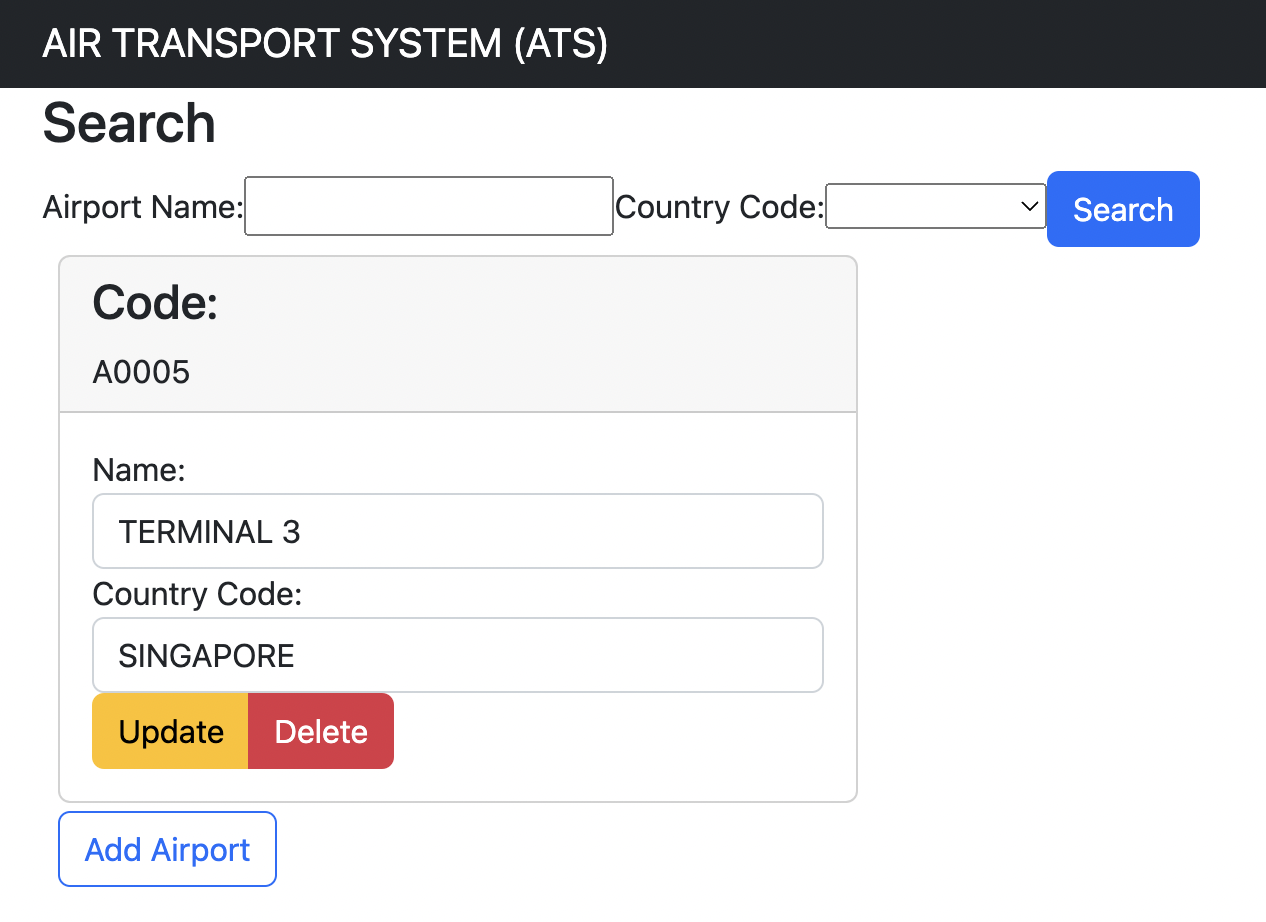 AIR TRANSPORT SYSTEM (ATS)
Search
Airport Name: Country Code: Search
Code:
A0005
Name:
TERMINAL 3
Country Code:
SINGAPORE
Update Delete
Add Airport